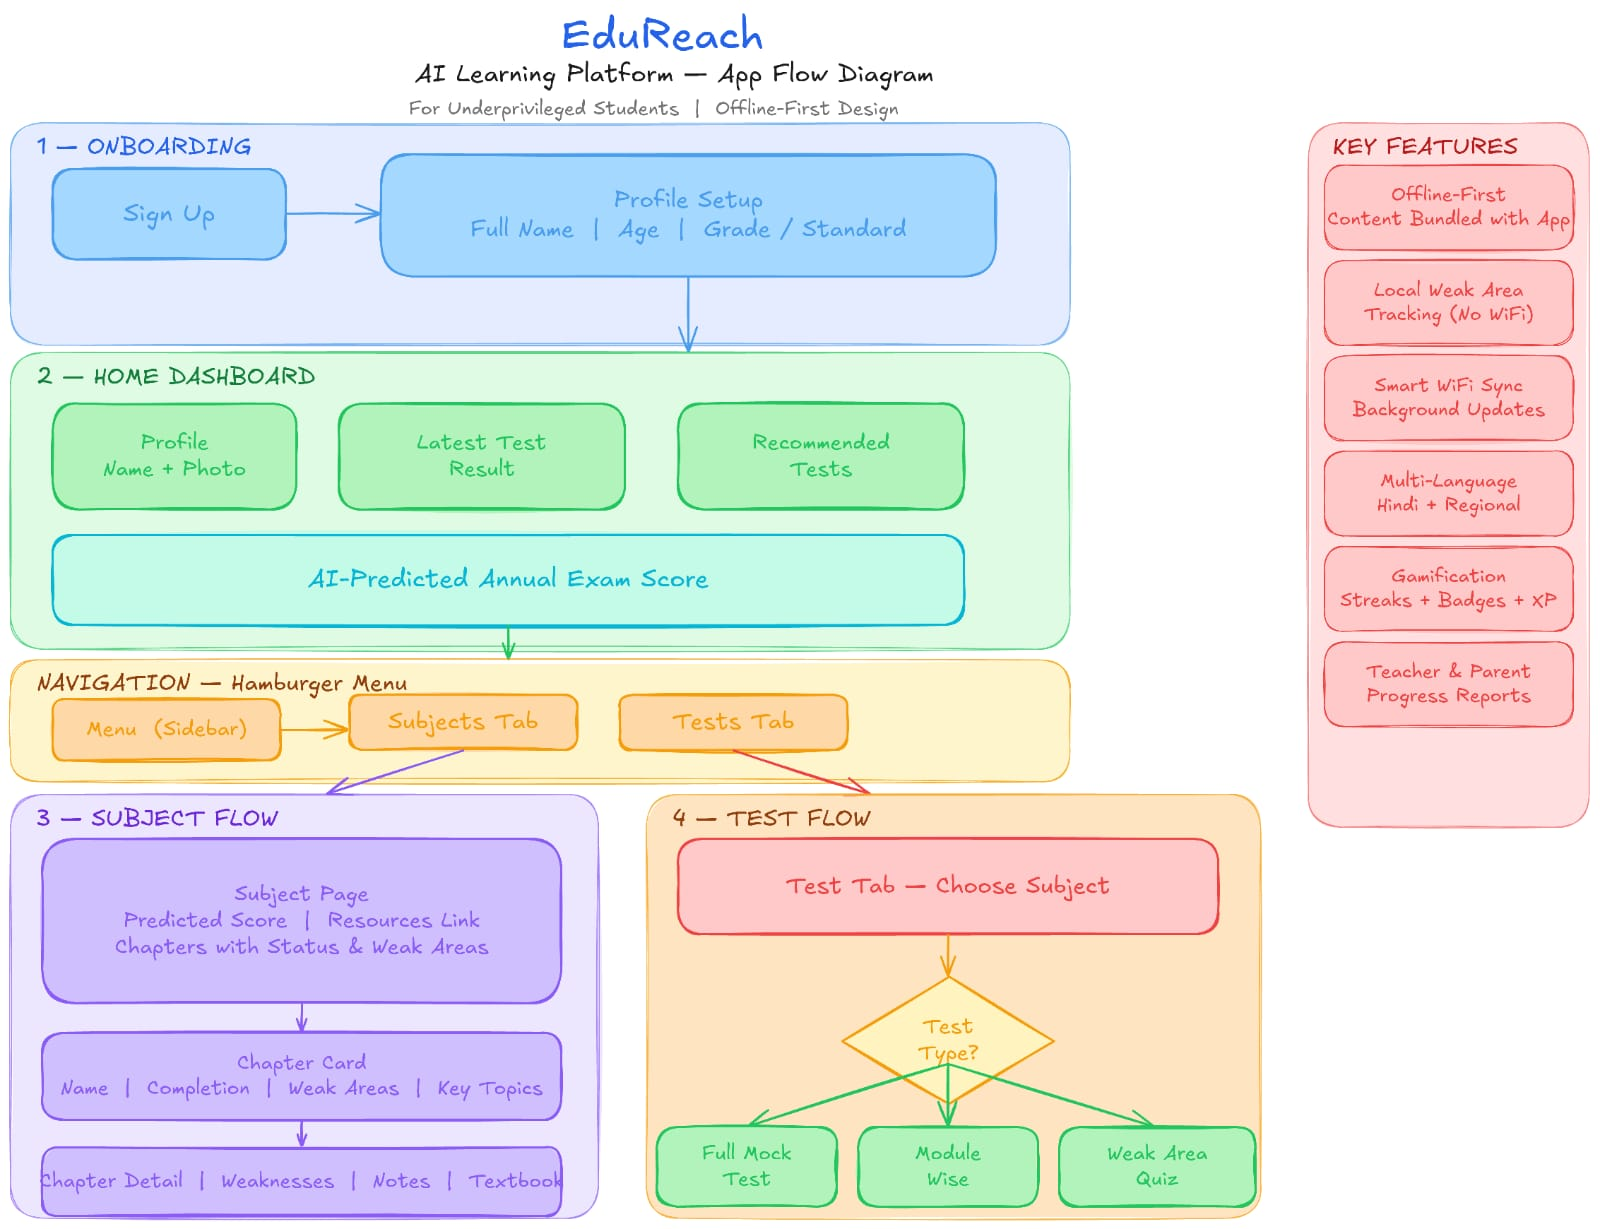 EduReach
AI Learning Platform — App Flow Diagram
For Underprivileged Students | Offline-First Design
1 — ONBOARDING
Sign Up
Profile Setup
Full Name | Age | Grade / Standard
2 — HOME DASHBOARD
Profile
Name + Photo
Latest Test
Result
Recommended
Tests
AI-Predicted Annual Exam Score
NAVIGATION — Hamburger Menu
Menu (Sidebar)
Subjects Tab
Tests Tab
3 — SUBJECT FLOW
Subject Page
Predicted Score | Resources Link
Chapters with Status & Weak Areas
Chapter Card
Name | Completion | Weak Areas | Key Topics
Chapter Detail | Weaknesses | Notes | Textbook
4 — TEST FLOW
Test Tab — Choose Subject
Test
Type?
Full Mock
Test
Module
Wise
Weak Area
Quiz
KEY FEATURES
Offline-First
Content Bundled with App
Local Weak Area
Tracking (No WiFi)
Smart WiFi Sync
Background Updates
Multi-Language
Hindi + Regional
Gamification
Streaks + Badges + XP
Teacher & Parent
Progress Reports